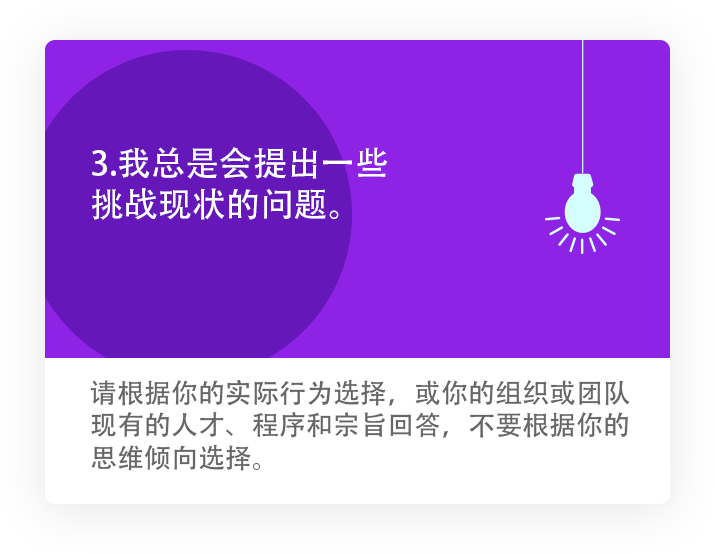 3.我总是会提出一些
挑战现状的问题。
请根据你的实际行为选择，或你的组织或团队
现有的人才、程序和宗旨回答，不要根据你的
思维倾向选择。